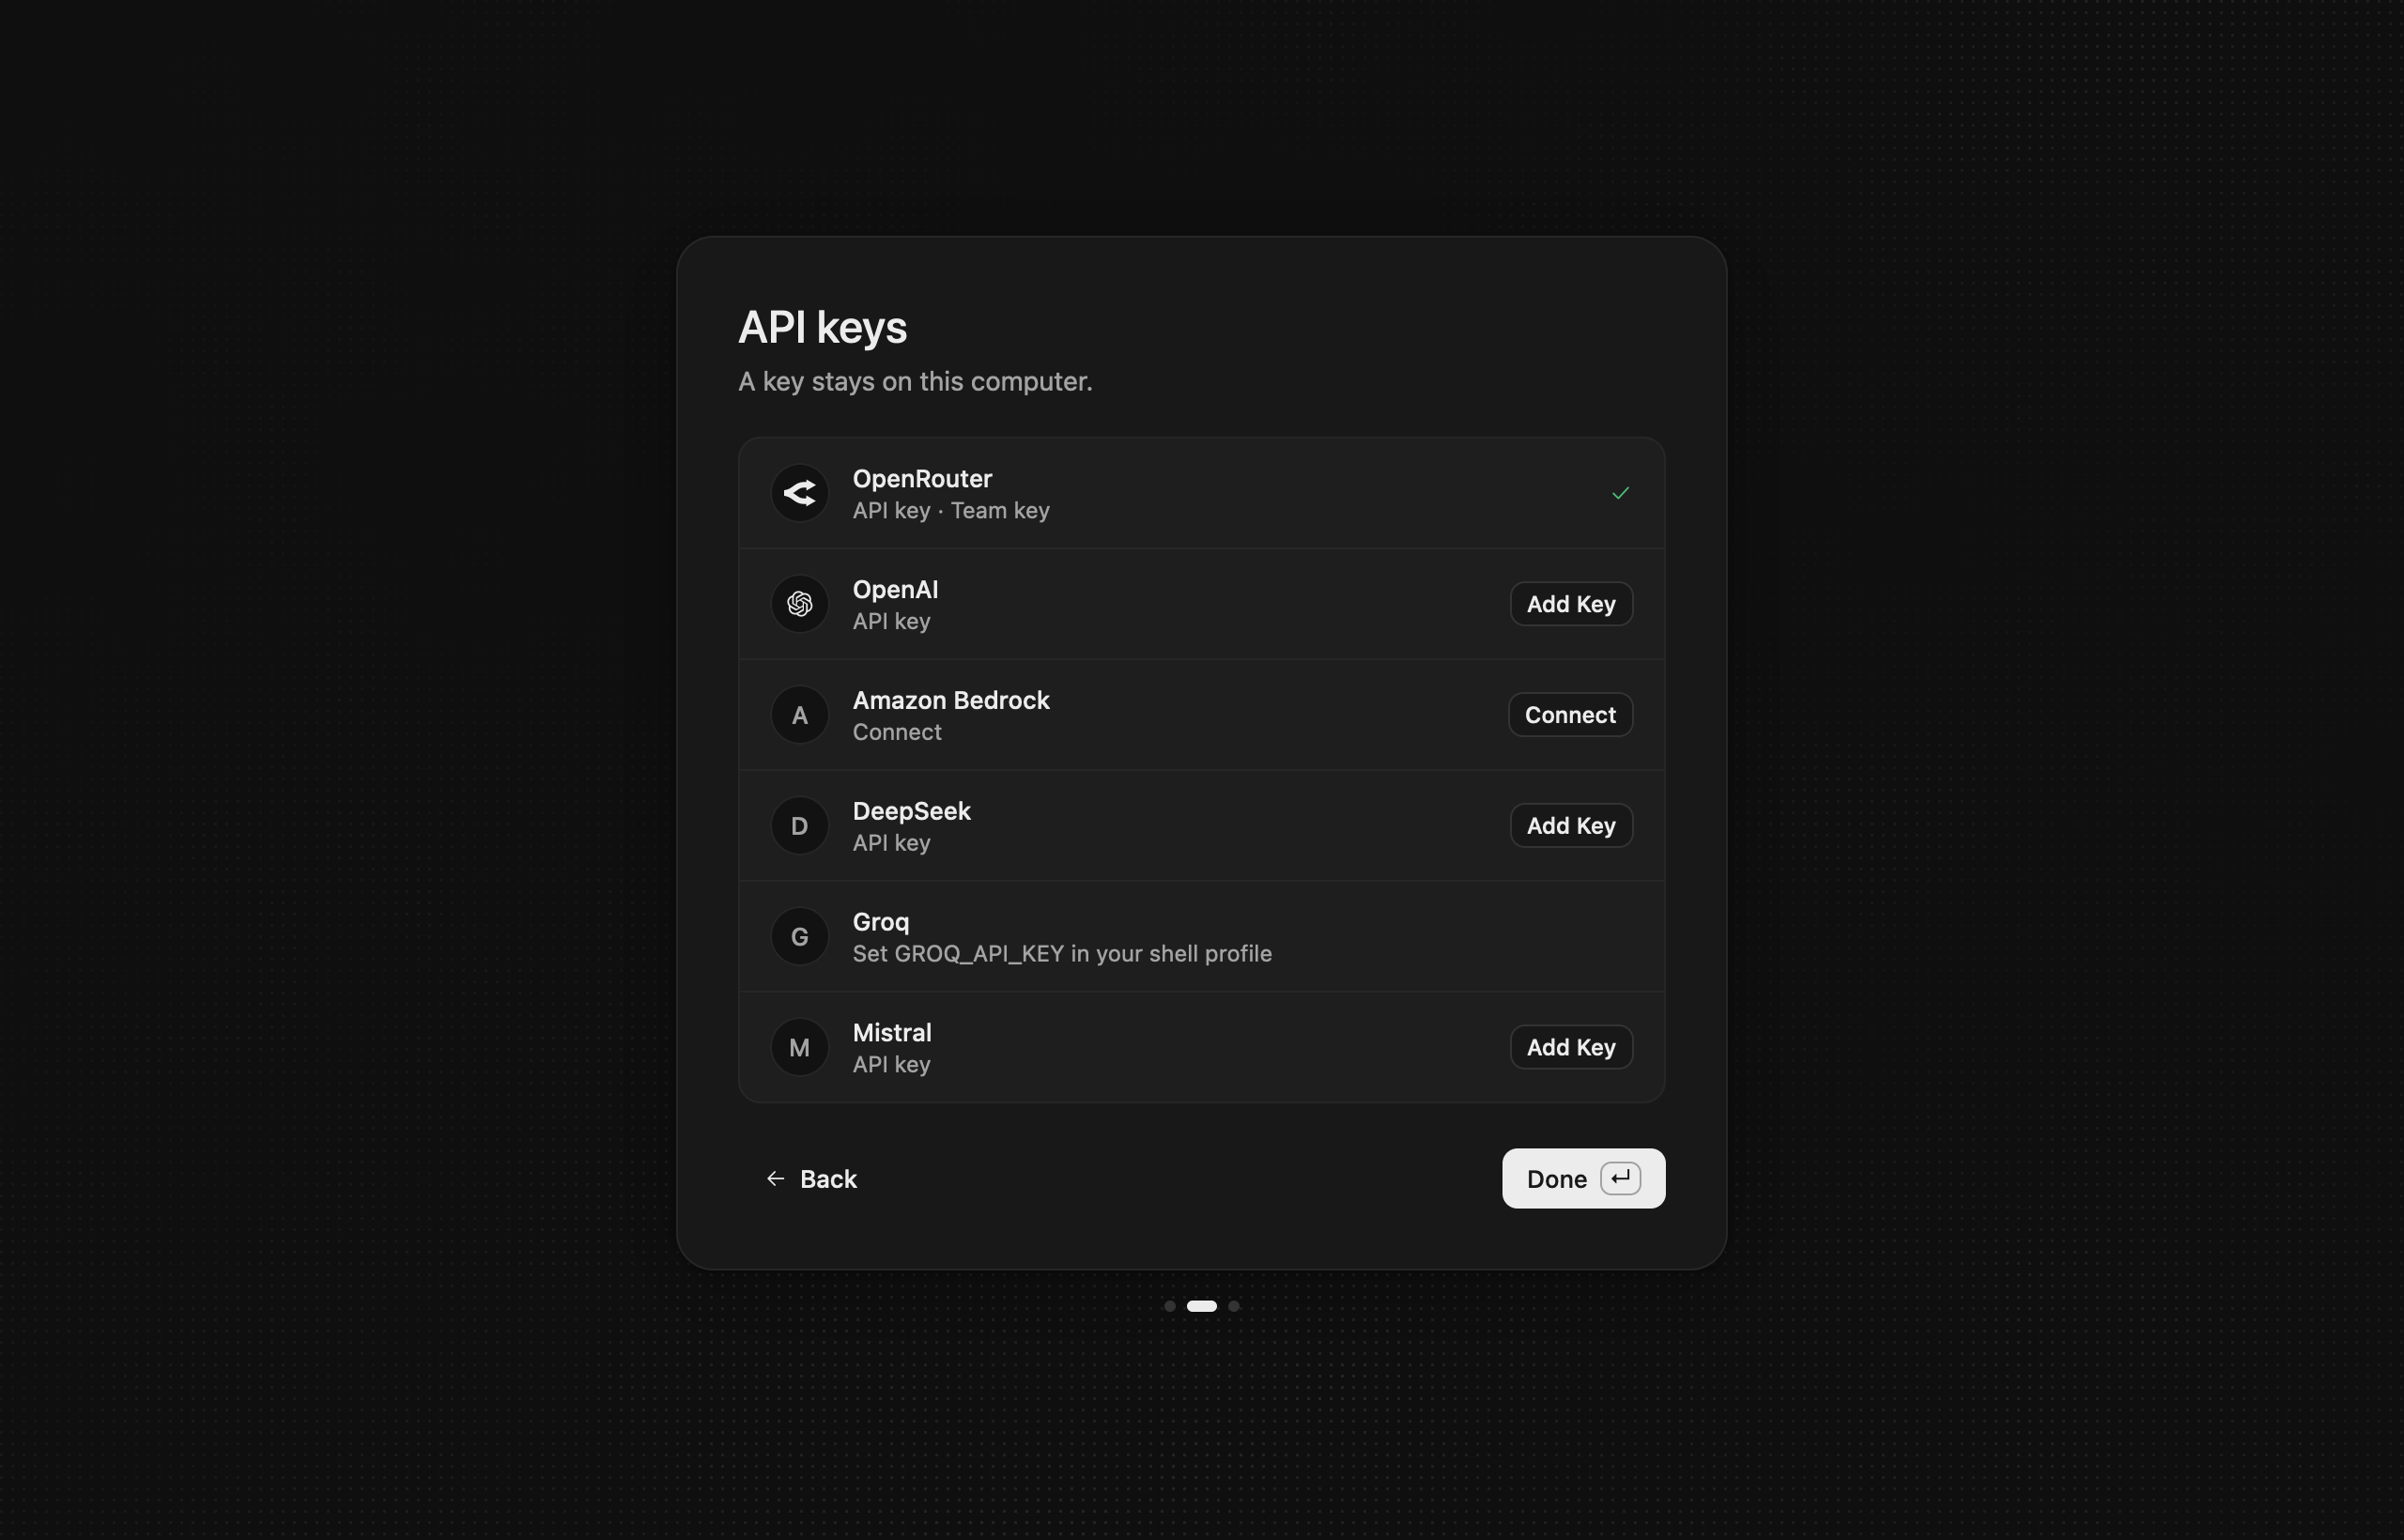 API keys
A key stays on this computer.
OpenRouter
API key · Team key
OpenAI
API key
Add Key
A
Amazon Bedrock
Connect
Connect
D
DeepSeek
API key
Add Key
G
Groq
Set GROQ_API_KEY in your shell profile
M
Mistral
API key
Add Key
Back
Done